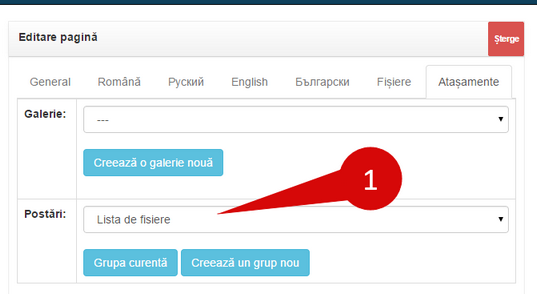 Editare pagină
Șterge
General Română Руский English Български Fișiere Atașamente
Galerie: ---
Creează o galerie nouă
1
Postări: Lista de fisiere
Grupa curentă Creează un grup nou